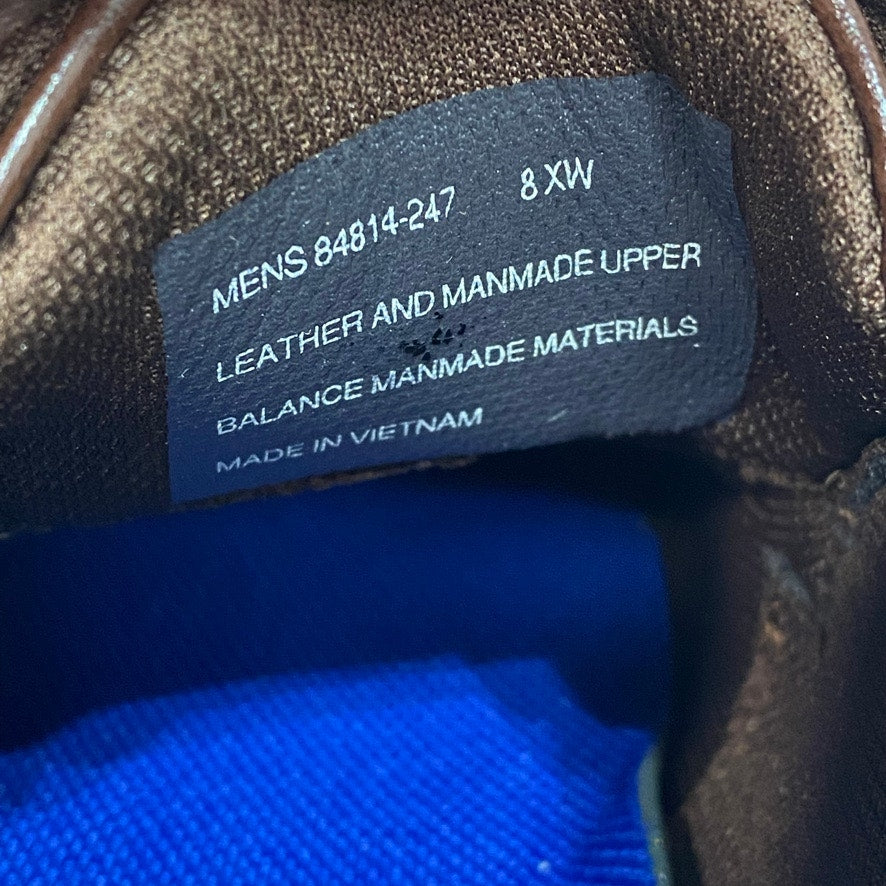 MENS 84814-247 8 XW
LEATHER AND MANMADE UPPER
BALANCE MANMADE MATERIALS
MADE IN VIETNAM